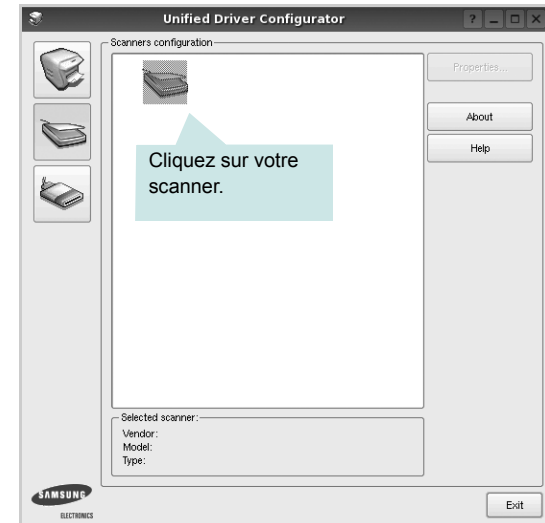 Unified Driver Configurator
Scanners configuration
Properties...
About
Help
Cliquez sur votre
scanner.
Selected scanner:
Vendor:
Model:
Type:
SAMSUNG
ELECTRONICS
Exit